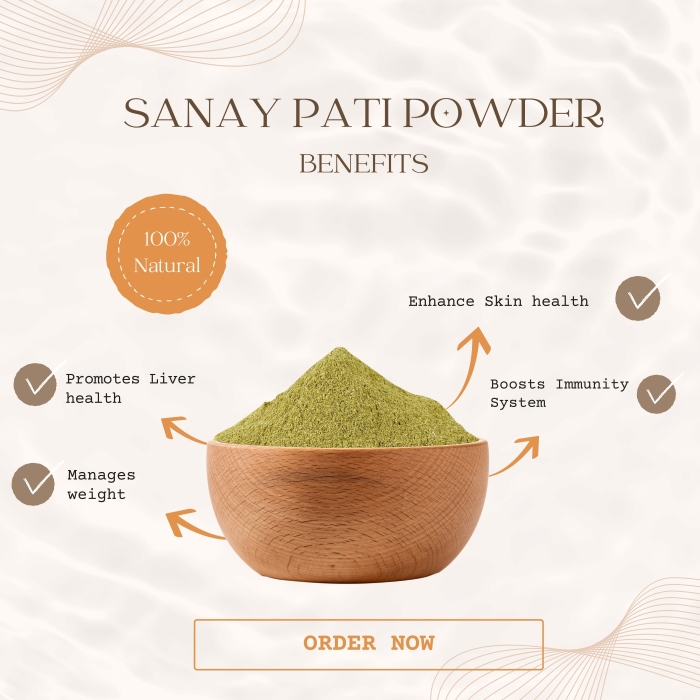 SANAY PATI POWDER
BENEFITS
100%
Natural
Enhance Skin health
Promotes Liver
health
Boosts Immunity
System
Manages
weight
ORDER NOW